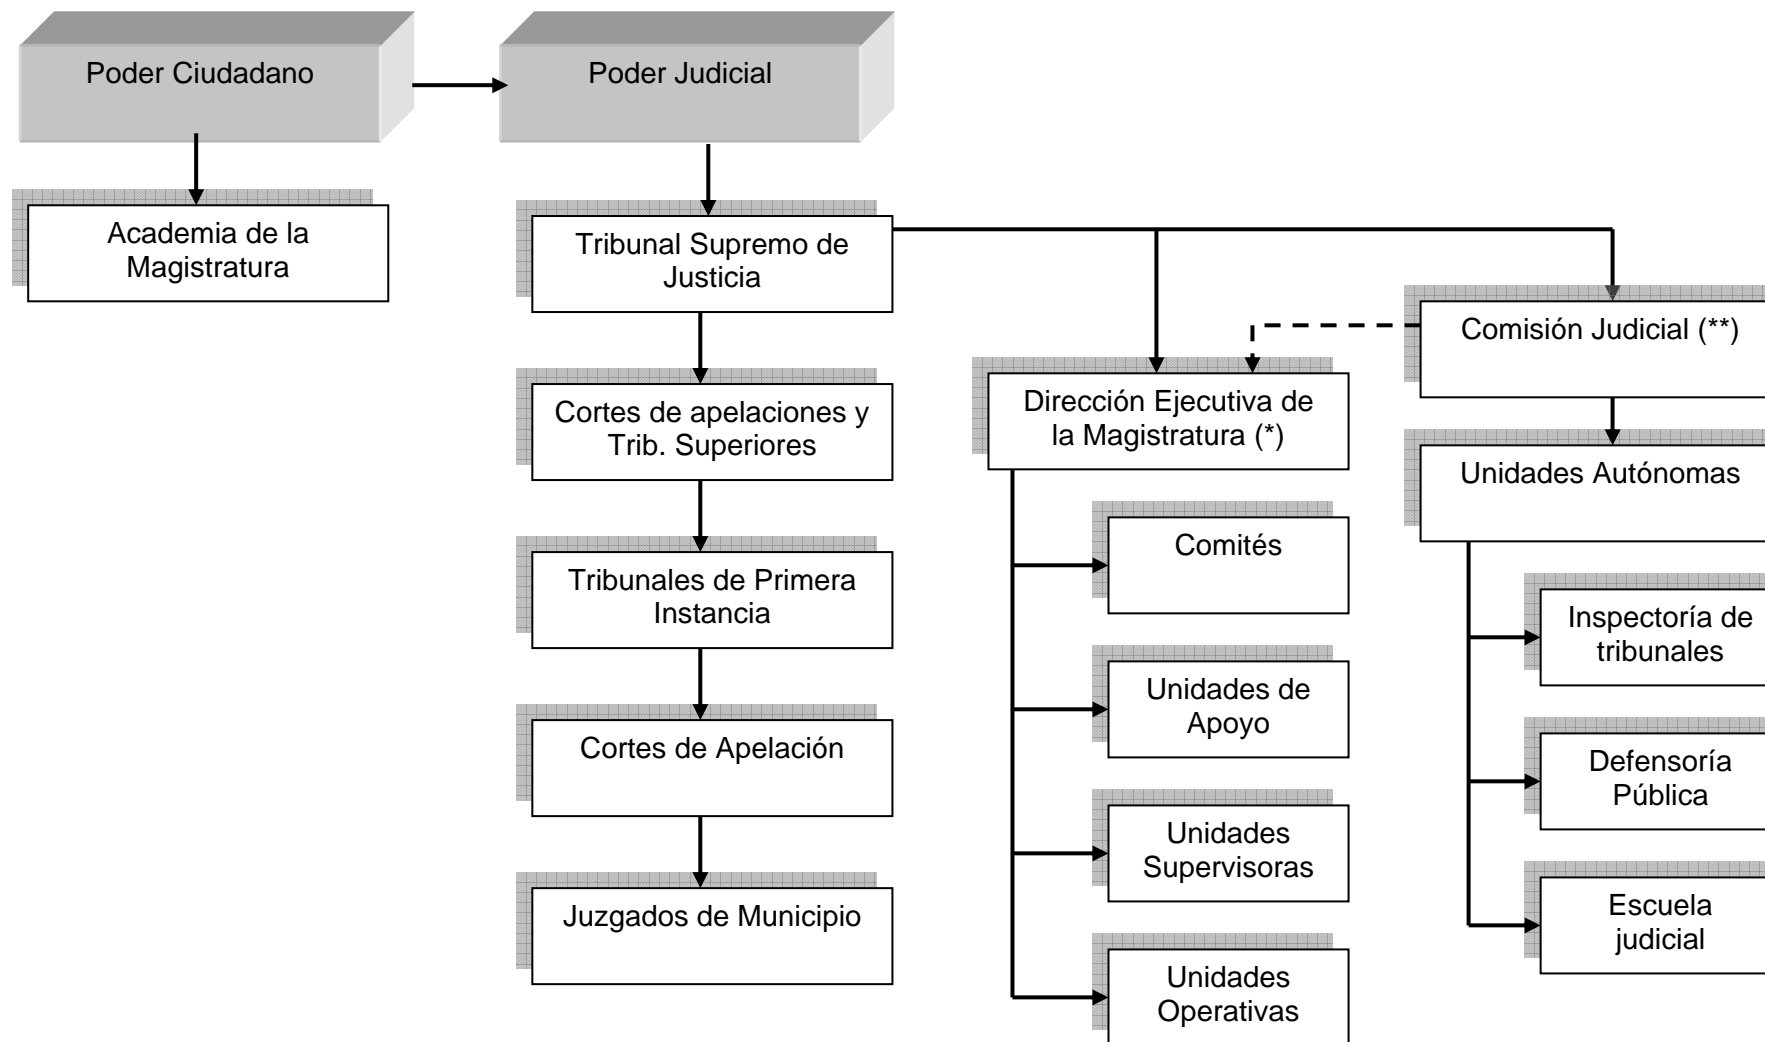 Poder Ciudadano
Poder Judicial
Academia de la
Magistratura
Tribunal Supremo de
Justicia
Comisión Judicial (**)
Cortes de apelaciones y
Trib. Superiores
Dirección Ejecutiva de
la Magistratura (*)
Unidades Autónomas
Comités
Tribunales de Primera
Instancia
Inspectoría de
tribunales
Unidades de
Apoyo
Cortes de Apelación
Defensoría
Pública
Unidades
Supervisoras
Juzgados de Municipio
Escuela
judicial
Unidades
Operativas